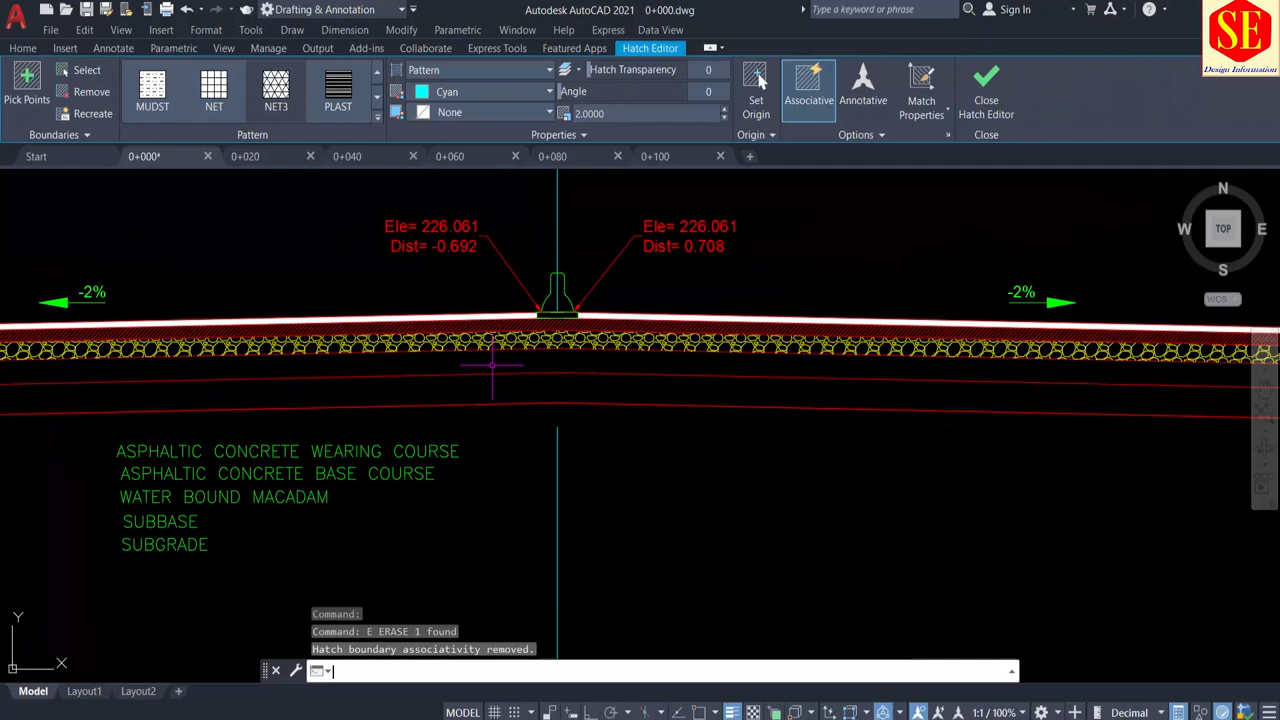 Drafting & Annotation
Autodesk AutoCAD 2021 0+000.dwg
Type a keyword or phrase
Sign In
SE
Design Information
File Edit View Insert Format Tools Draw Dimension Modify Parametric Window Help Express Data View
Home Insert Annotate Parametric View Manage Output Add-ins Collaborate Express Tools Featured Apps Hatch Editor
Pick Points
Select
Remove
Recreate
Boundaries
MUDST
NET
NET3
PLAST
Pattern
Pattern
Cyan
None
Hatch Transparency 0
Angle 0
2.0000
Properties
Set Origin
Origin
Associative
Annotative
Match Properties
Options
Close Hatch Editor
Close
Start 0+000* 0+020 0+040 0+060 0+080 0+100
Ele= 226.061
Dist= -0.692
Ele= 226.061
Dist= 0.708
N
W TOP E
S
WCS
-2%
-2%
ASPHALTIC CONCRETE WEARING COURSE
ASPHALTIC CONCRETE BASE COURSE
WATER BOUND MACADAM
SUBBASE
SUBGRADE
Y
X
Command:
Command: E ERASE 1 found
Hatch boundary associativity removed.
Model Layout1 Layout2
MODEL
1:1 / 100%
Decimal